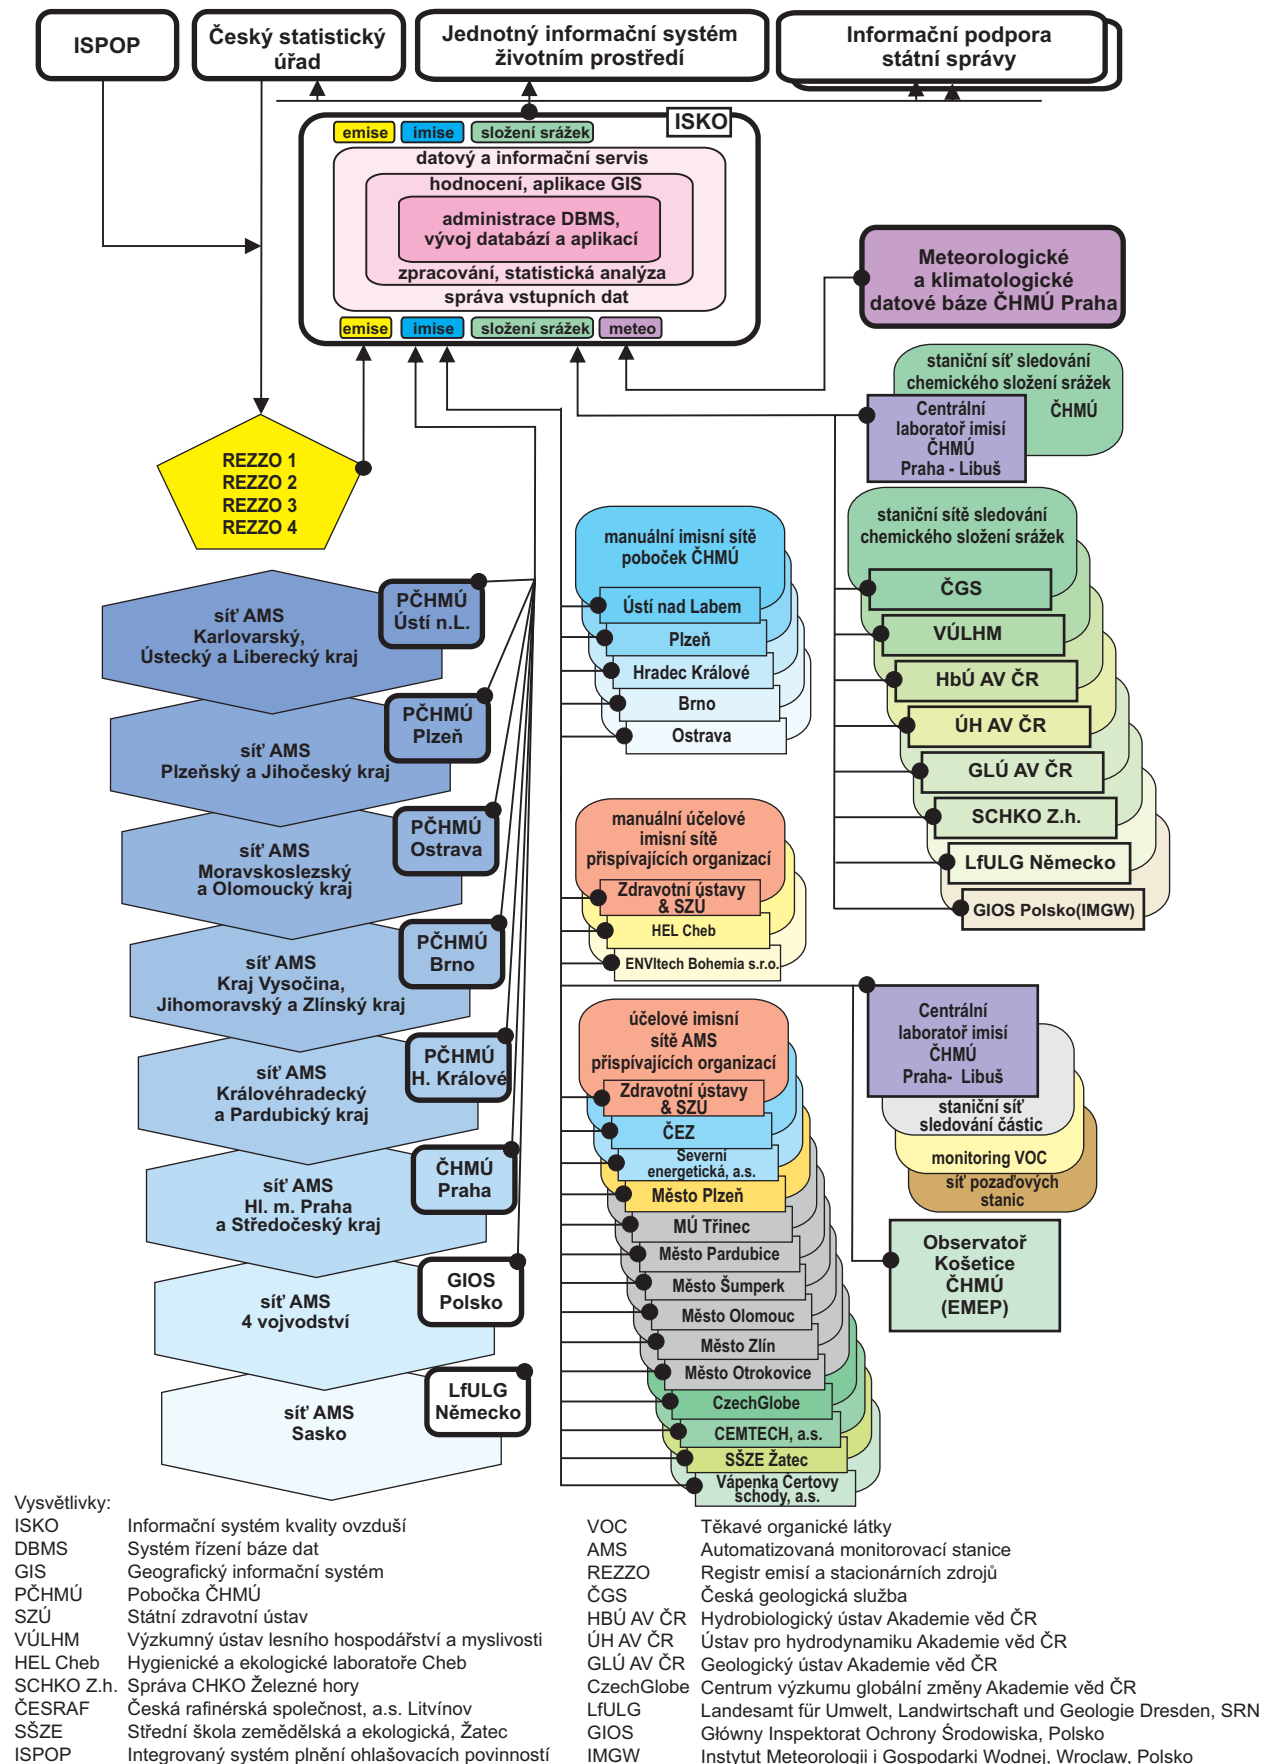 ISPOP
Český statistický
úřad
Jednotný informační systém
životním prostředí
Informační podpora
státní správy
ISKO
emise
imise
složení srážek
datový a informační servis
hodnocení, aplikace GIS
administrace DBMS,
vývoj databází a aplikací
zpracování, statistická analýza
správa vstupních dat
emise
imise
složení srážek
meteo
Meteorologické
a klimatologické
datové báze ČHMÚ Praha
staniční síť sledování
chemického složení srážek
ČHMÚ
Centrální
laboratoř imisí
ČHMÚ
Praha - Libuš
REZZO 1
REZZO 2
REZZO 3
REZZO 4
staniční sítě sledování
chemického složení srážek
ČGS
VÚLHM
HbÚ AV ČR
ÚH AV ČR
GLÚ AV ČR
SCHKO Z.h.
LfULG Německo
GIOS Polsko(IMGW)
manuální imisní sítě
poboček ČHMÚ
Ústí nad Labem
Plzeň
Hradec Králové
Brno
Ostrava
PČHMÚ
Ústí n.L.
síť AMS
Karlovarský,
Ústecký a Liberecký kraj
PČHMÚ
Plzeň
síť AMS
Plzeňský a Jihočeský kraj
PČHMÚ
Ostrava
síť AMS
Moravskoslezský
a Olomoucký kraj
PČHMÚ
Brno
síť AMS
Kraj Vysočina,
Jihomoravský a Zlínský kraj
PČHMÚ
H. Králové
síť AMS
Královéhradecký
a Pardubický kraj
ČHMÚ
Praha
síť AMS
Hl. m. Praha
a Středočeský kraj
GIOS
Polsko
síť AMS
4 vojvodství
LfULG
Německo
síť AMS
Sasko
manuální účelové
imisní sítě
přispívajících organizací
Zdravotní ústavy
& SZÚ
HEL Cheb
ENVItech Bohemia s.r.o.
účelové imisní
sítě AMS
přispívajících organizací
Zdravotní ústavy
& SZÚ
ČEZ
Severní
energetická, a.s.
Město Plzeň
MÚ Třinec
Město Pardubice
Město Šumperk
Město Olomouc
Město Zlín
Město Otrokovice
CzechGlobe
CEMTECH, a.s.
SŠZE Žatec
Vápenka Čertovy
schody, a.s.
Centrální
laboratoř imisí
ČHMÚ
Praha- Libuš
staniční síť
sledování částic
monitoring VOC
síť pozaďových
stanic
Observatoř
Košetice
ČHMÚ
(EMEP)
Vysvětlivky:
ISKO Informační systém kvality ovzduší
DBMS Systém řízení báze dat
GIS Geografický informační systém
PČHMÚ Pobočka ČHMÚ
SZÚ Státní zdravotní ústav
VÚLHM Výzkumný ústav lesního hospodářství a myslivosti
HEL Cheb Hygienické a ekologické laboratoře Cheb
SCHKO Z.h. Správa CHKO Železné hory
ČESRAF Česká rafinérská společnost, a.s. Litvínov
SŠZE Střední škola zemědělská a ekologická, Žatec
ISPOP Integrovaný systém plnění ohlašovacích povinností
VOC Těkavé organické látky
AMS Automatizovaná monitorovací stanice
REZZO Registr emisí a stacionárních zdrojů
ČGS Česká geologická služba
HBÚ AV ČR Hydrobiologický ústav Akademie věd ČR
ÚH AV ČR Ústav pro hydrodynamiku Akademie věd ČR
GLÚ AV ČR Geologický ústav Akademie věd ČR
CzechGlobe Centrum výzkumu globální změny Akademie věd ČR
LfULG Landesamt für Umwelt, Landwirtschaft und Geologie Dresden, SRN
GIOS Główny Inspektorat Ochrony Środowiska, Polsko
IMGW Instytut Meteorologii i Gospodarki Wodnej, Wroclaw, Polsko